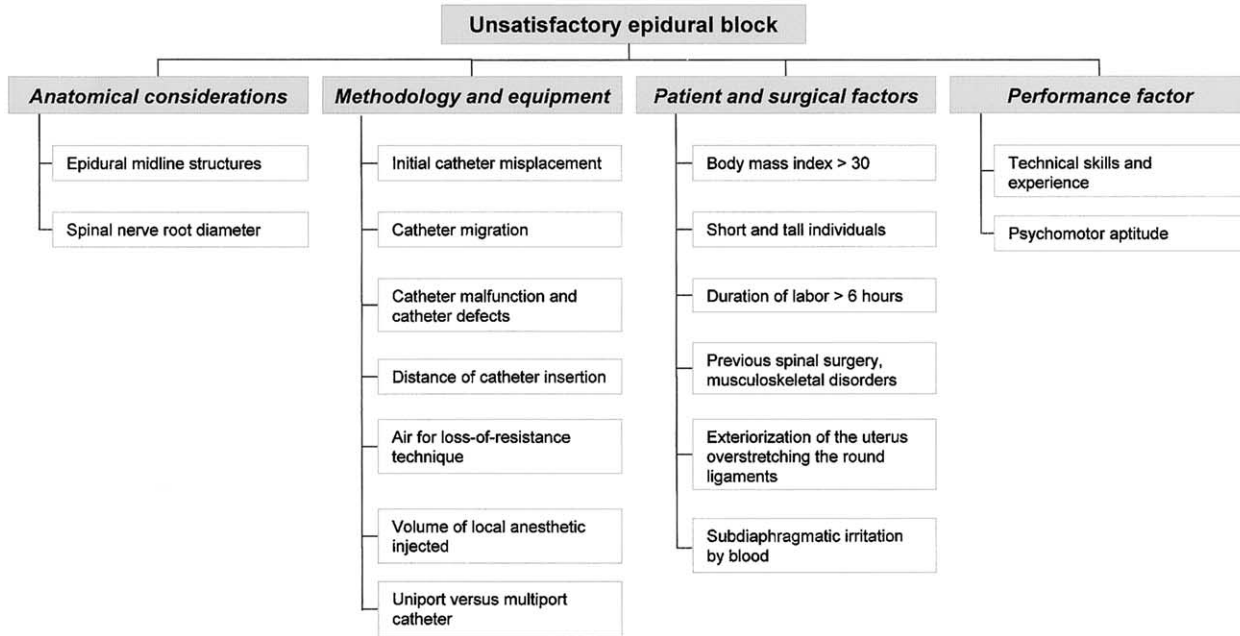 Unsatisfactory epidural block
Anatomical considerations
Epidural midline structures
Spinal nerve root diameter
Methodology and equipment
Initial catheter misplacement
Catheter migration
Catheter malfunction and
catheter defects
Distance of catheter insertion
Air for loss-of-resistance
technique
Volume of local anesthetic
injected
Uniport versus multiport
catheter
Patient and surgical factors
Body mass index > 30
Short and tall individuals
Duration of labor > 6 hours
Previous spinal surgery,
musculoskeletal disorders
Exteriorization of the uterus
overstretching the round
ligaments
Subdiaphragmatic irritation
by blood
Performance factor
Technical skills and
experience
Psychomotor aptitude